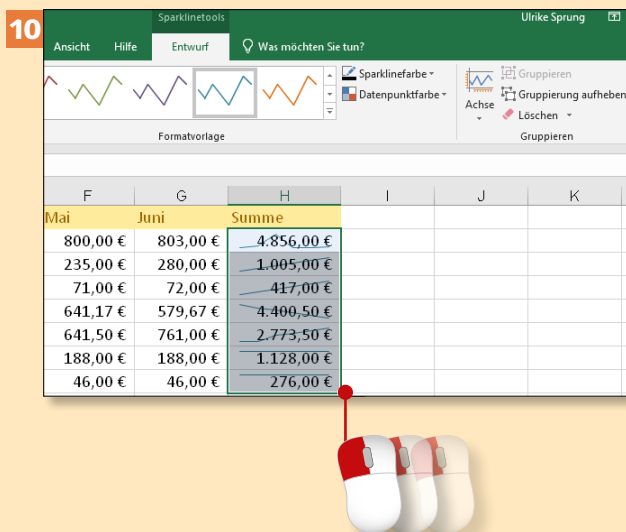 10
Sparklinetools
Ulrike Sprung
Ansicht Hilfe Entwurf Was möchten Sie tun?
Sparklinefarbe
Datenpunktfarbe
Achse
Gruppieren
Gruppierung aufheben
Löschen
Formatvorlage
Gruppieren
F G H I J K
Mai Juni Summe
800,00 € 803,00 € 4.856,00 €
235,00 € 280,00 € 1.005,00 €
71,00 € 72,00 € 417,00 €
641,17 € 579,67 € 4.400,50 €
641,50 € 761,00 € 2.773,50 €
188,00 € 188,00 € 1.128,00 €
46,00 € 46,00 € 276,00 €